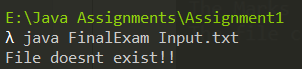 E:\Java Assignments\Assignment1
λ java FinalExam Input.txt
File doesnt exist!!